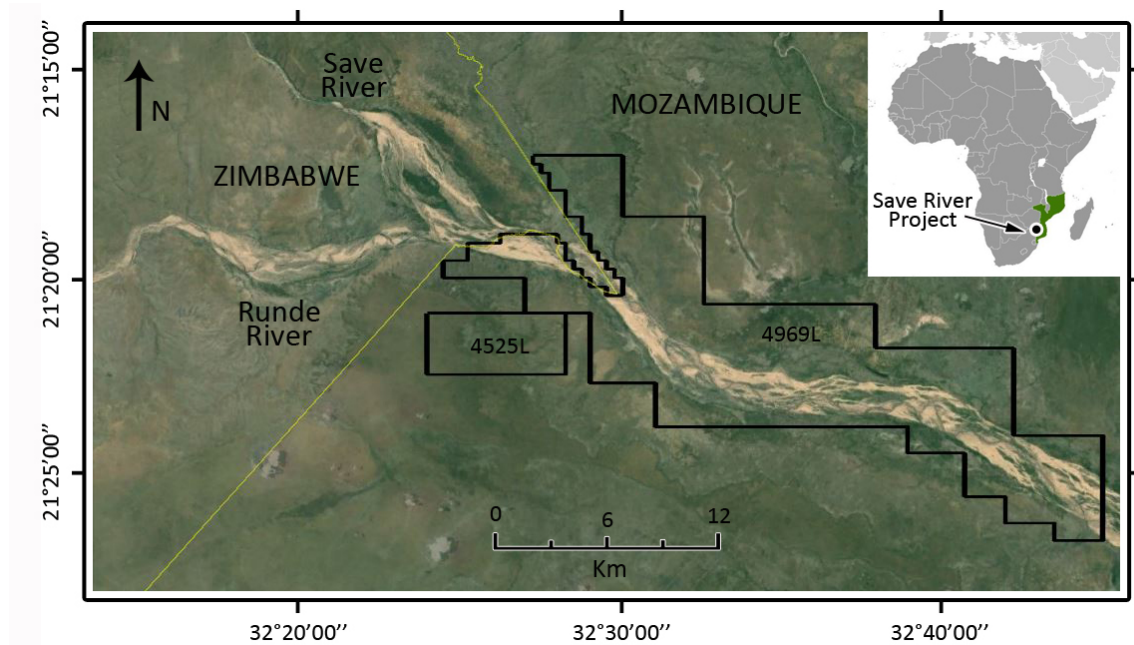 21°15’00’’
21°20’00’’
21°25’00’’
N
Save
River
MOZAMBIQUE
ZIMBABWE
Runde
River
4525L
4969L
Save River
Project
0 6 12
Km
32°20’00’’ 32°30’00’’ 32°40’00’’